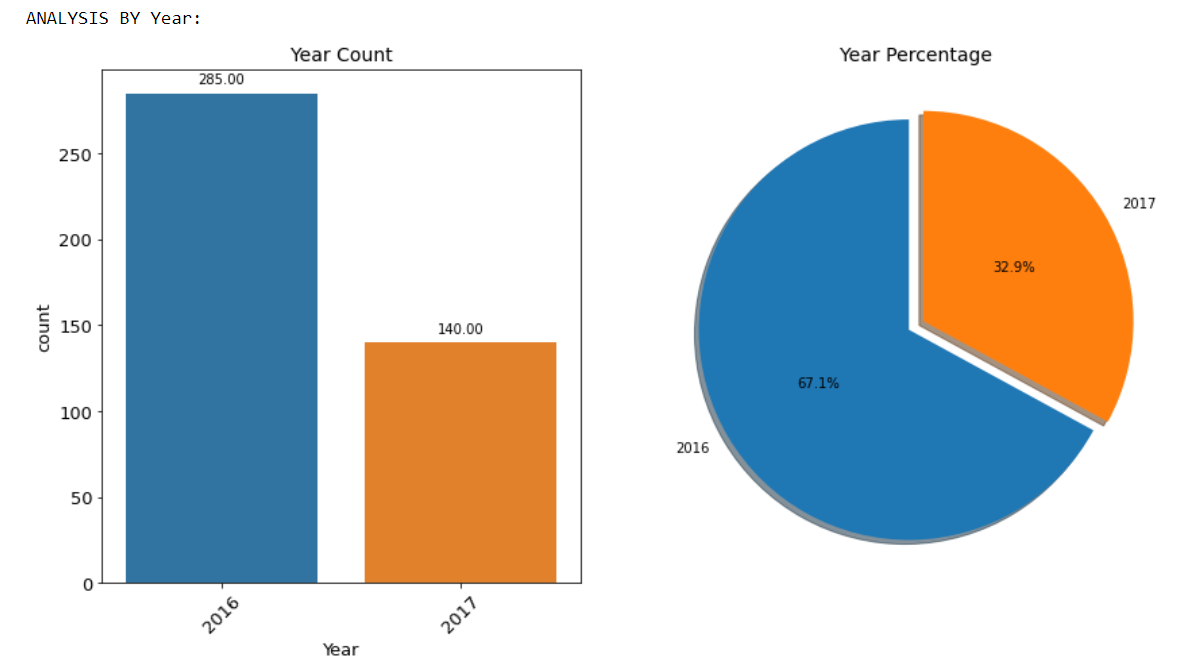 ANALYSIS BY Year:
Year Count
285.00
140.00
250
200
150
100
50
0
count
2016
2017
Year
Year Percentage
2017
32.9%
67.1%
2016